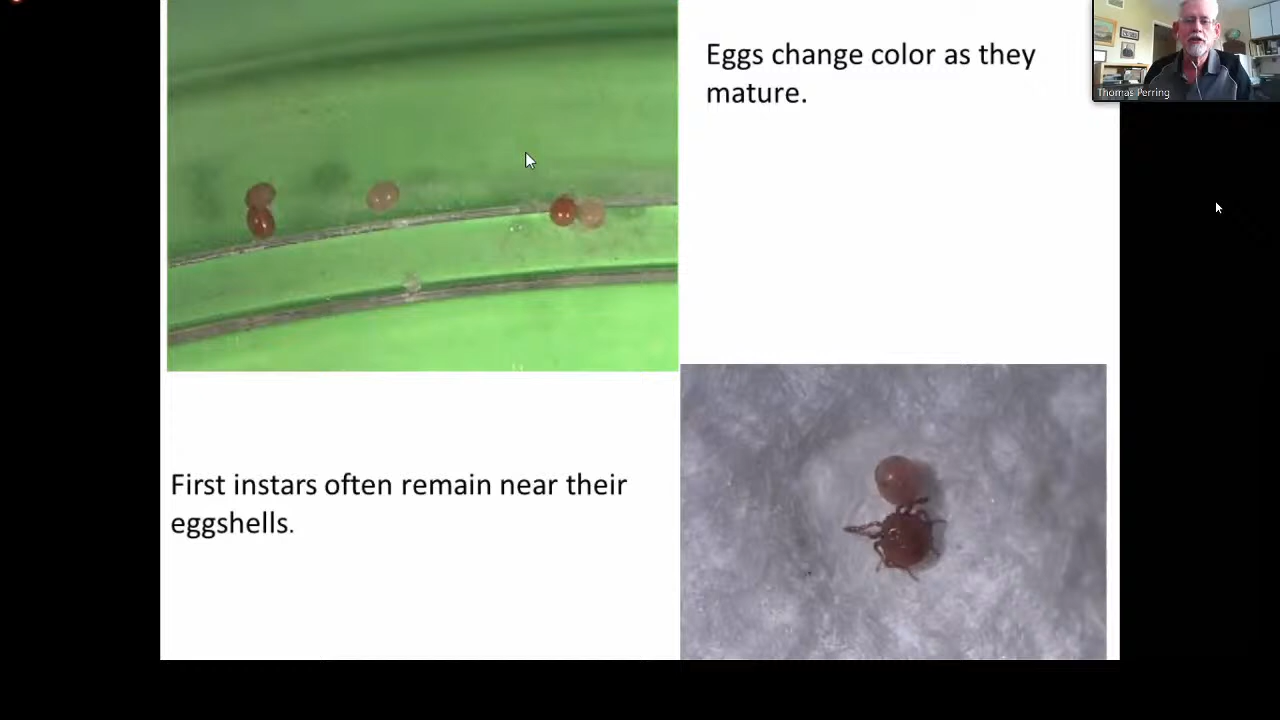 Eggs change color as they
mature.
Thomas Perring
First instars often remain near their
eggshells.